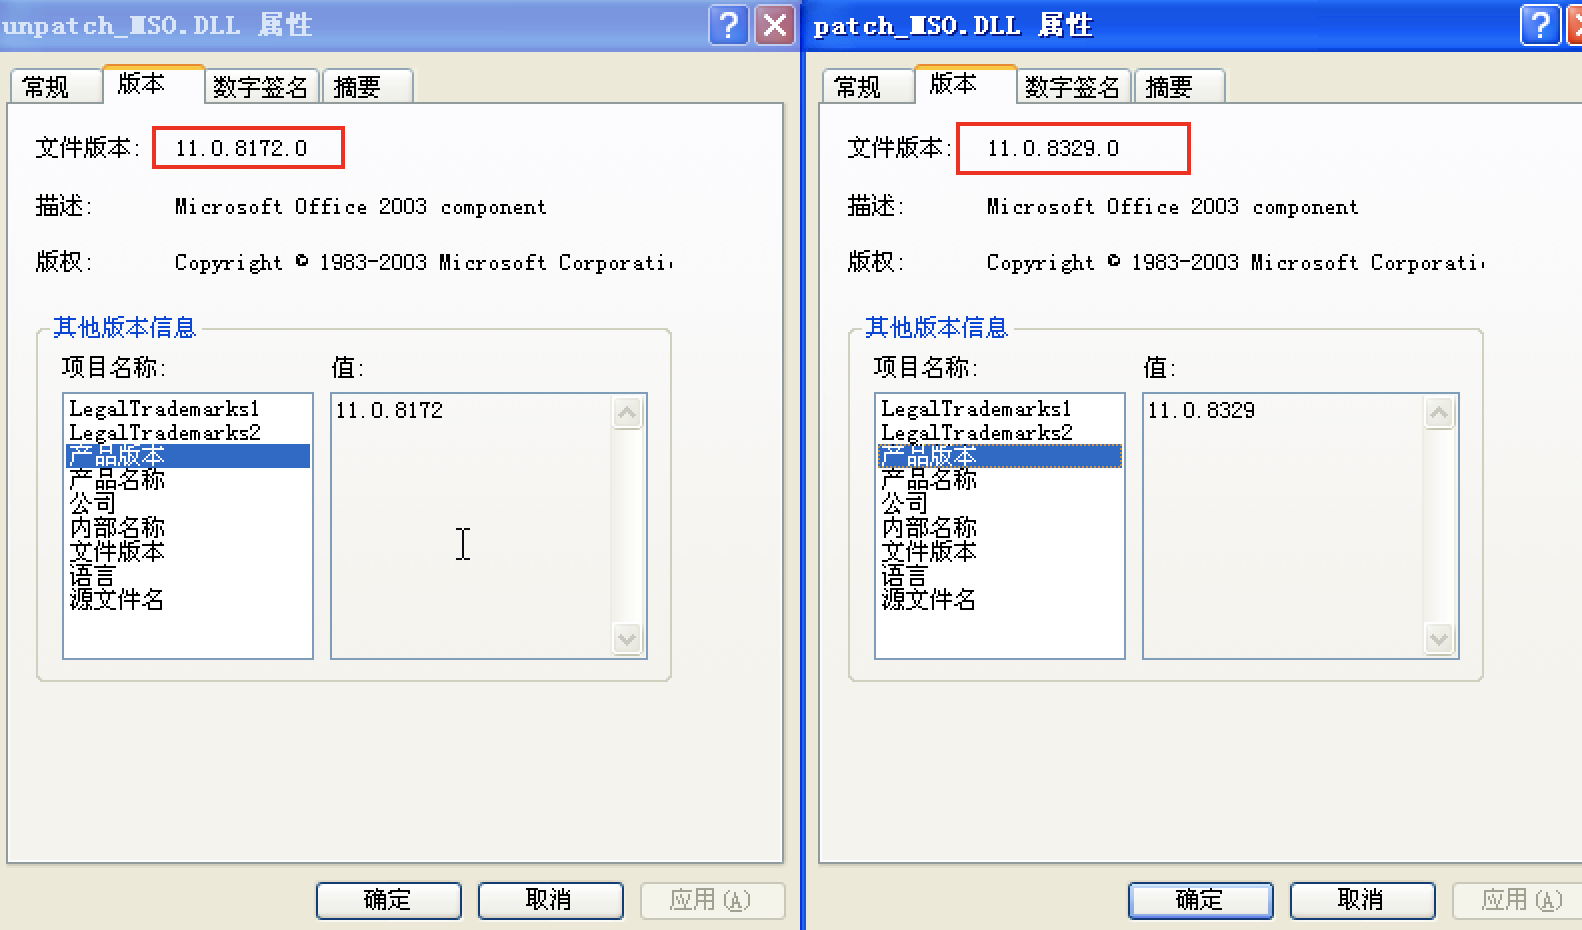 unpatch_MSO.DLL 属性
常规 版本 数字签名 摘要
文件版本: 11.0.8172.0
描述: Microsoft Office 2003 component
版权: Copyright © 1983-2003 Microsoft Corporati
其他版本信息
项目名称: 值:
LegalTrademarks1 11.0.8172
LegalTrademarks2
产品版本
产品名称
公司
内部名称
文件版本
语言
源文件名
确定 取消 应用(A)
patch_MSO.DLL 属性
常规 版本 数字签名 摘要
文件版本: 11.0.8329.0
描述: Microsoft Office 2003 component
版权: Copyright © 1983-2003 Microsoft Corporati
其他版本信息
项目名称: 值:
LegalTrademarks1 11.0.8329
LegalTrademarks2
产品版本
产品名称
公司
内部名称
文件版本
语言
源文件名
确定 取消 应用(A)